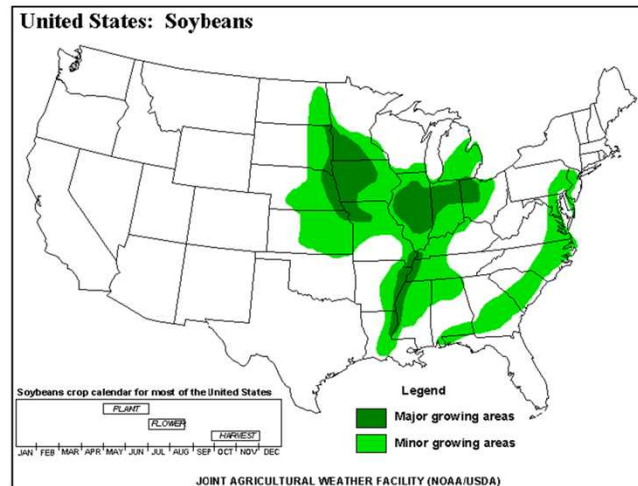 United States: Soybeans
Soybeans crop calendar for most of the United States
PLANT
FLOWER
HARVEST
JAN FEB MAR APR MAY JUN JUL AUG SEP OCT NOV DEC
Legend
Major growing areas
Minor growing areas
JOINT AGRICULTURAL WEATHER FACILITY (NOAA/USDA)